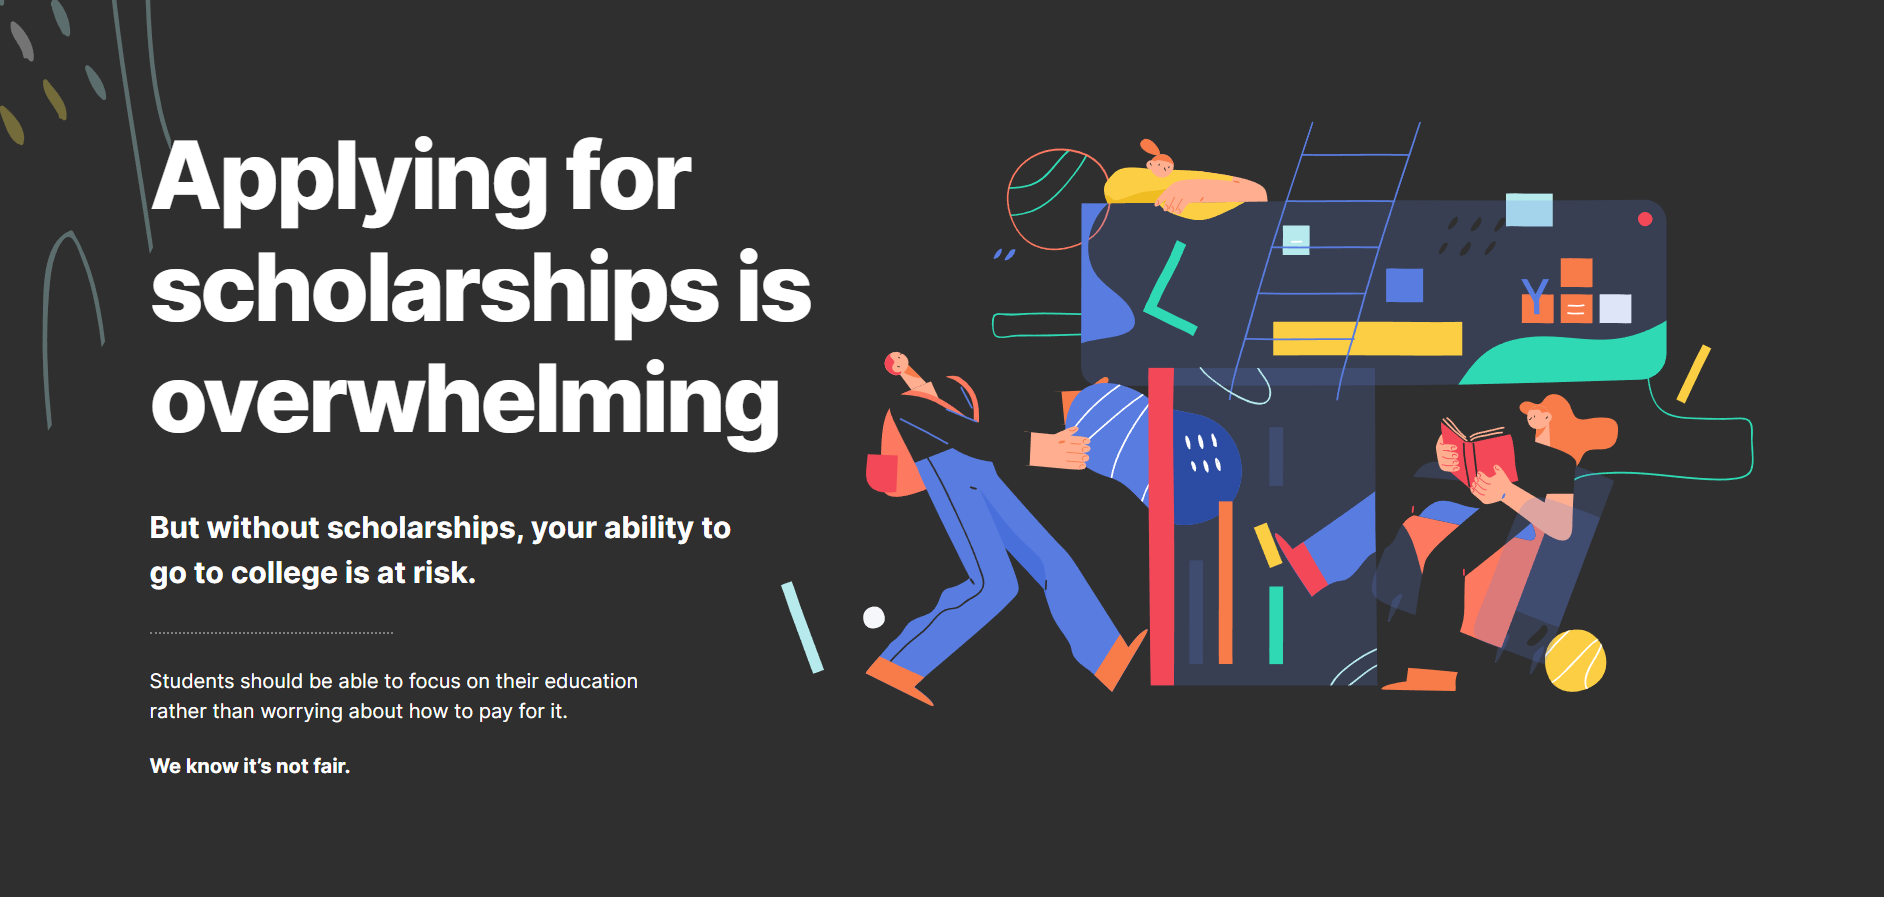 Applying for
scholarships is
overwhelming
But without scholarships, your ability to
go to college is at risk.
Students should be able to focus on their education
rather than worrying about how to pay for it.
We know it’s not fair.
Y